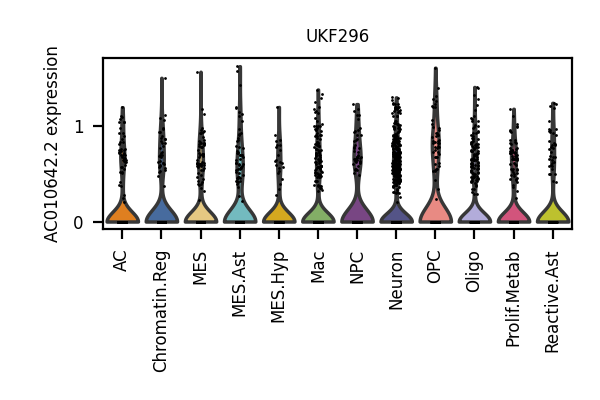 UKF296
AC010642.2 expression
1
0
AC
Chromatin.Reg
MES
MES.Ast
MES.Hyp
Mac
NPC
Neuron
OPC
Oligo
Prolif.Metab
Reactive.Ast